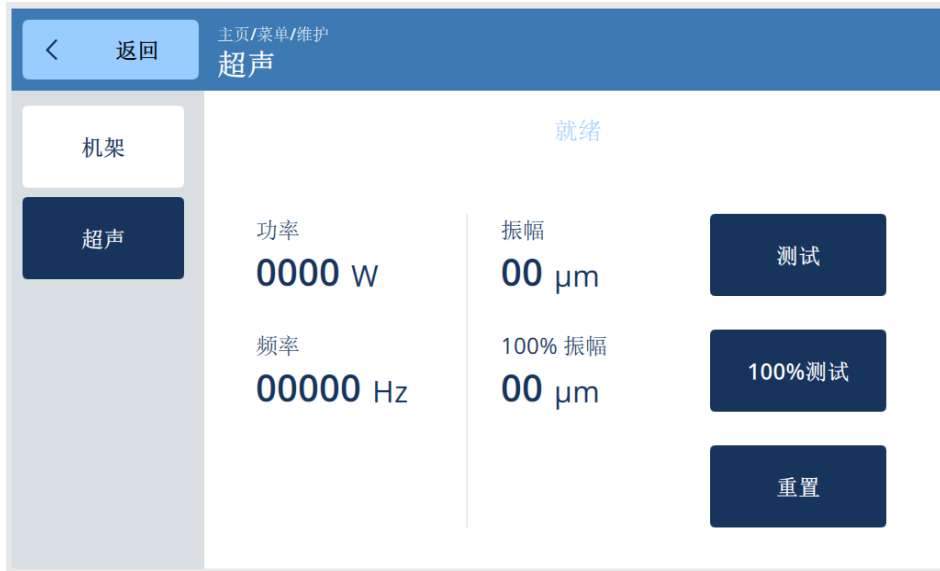 返回
主页/菜单/维护
超声
机架
超声
就绪
功率
0000 W
频率
00000 Hz
振幅
00 µm
100% 振幅
00 µm
测试
100%测试
重置